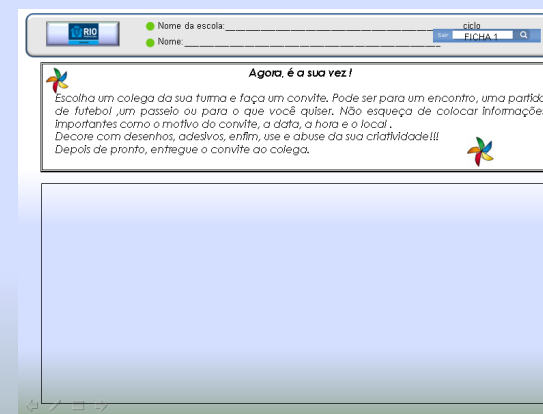 RIO
Nome da escola:
ciclo
Sair
FICHA 1
Nome:
Agora, é a sua vez !
Escolha um colega da sua turma e faça um convite. Pode ser para um encontro, uma partida
de futebol ,um passeio ou para o que você quiser. Não esqueça de colocar informações
importantes como o motivo do convite, a data, a hora e o local .
Decore com desenhos, adesivos, enfim, use e abuse da sua criatividade!!!
Depois de pronto, entregue o convite ao colega.